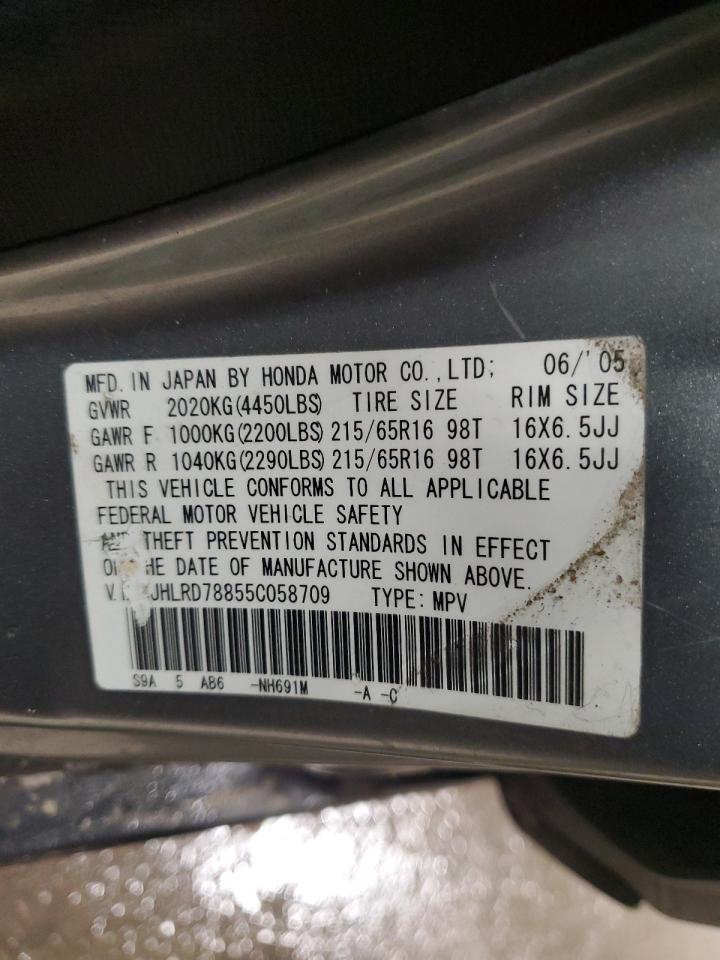 MFD. IN JAPAN BY HONDA MOTOR CO.,LTD; 06/'05
GVWR 2020KG(4450LBS) TIRE SIZE RIM SIZE
GAWR F 1000KG(2200LBS) 215/65R16 98T 16X6.5JJ
GAWR R 1040KG(2290LBS) 215/65R16 98T 16X6.5JJ
THIS VEHICLE CONFORMS TO ALL APPLICABLE
FEDERAL MOTOR VEHICLE SAFETY
AND THEFT PREVENTION STANDARDS IN EFFECT
THE DATE OF MANUFACTURE SHOWN ABOVE.
JHLRD78855C058709 TYPE: MPV
S9A 5 AB6 -NH691M -A -C